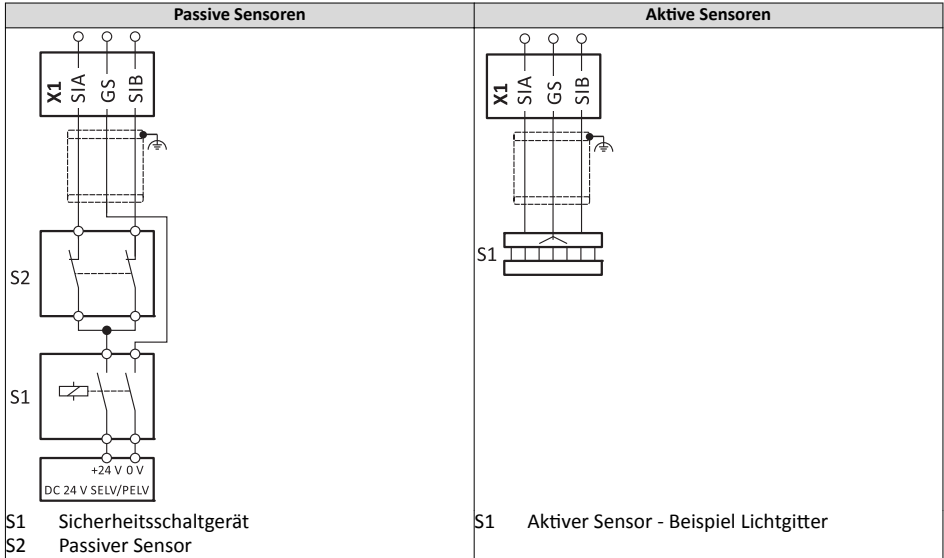 Passive Sensoren
X1
SIA
GS
SIB
S2
S1
+24 V 0 V
DC 24 V SELV/PELV
S1 Sicherheitsschaltgerät
S2 Passiver Sensor
Aktive Sensoren
X1
SIA
GS
SIB
S1
S1 Aktiver Sensor - Beispiel Lichtgitter